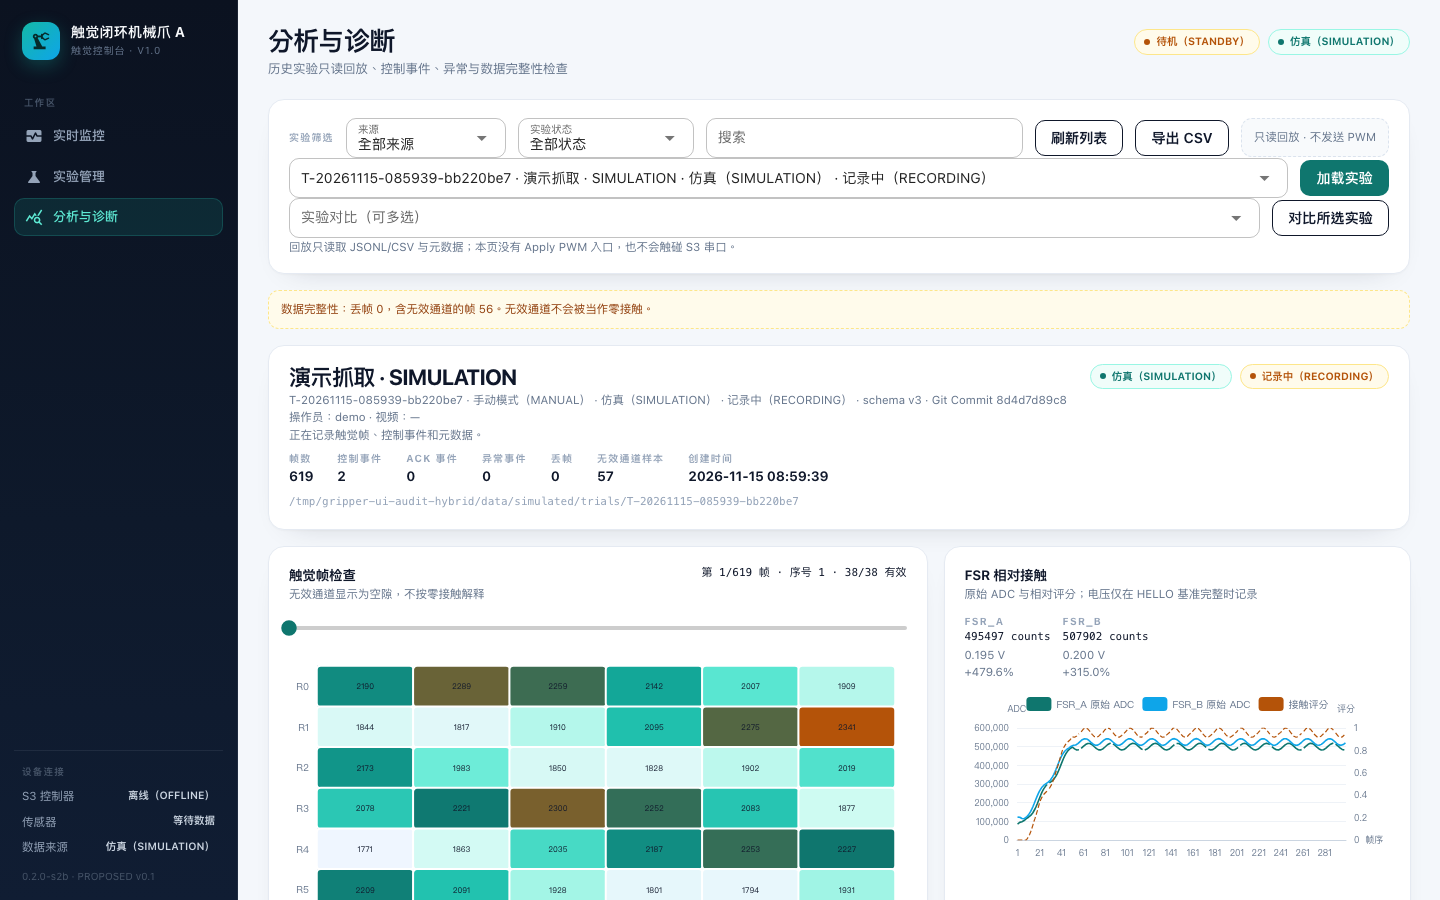 触觉闭环机械爪 A
触觉控制台 · V1.0
工作区
实时监控
实验管理
分析与诊断
设备连接
S3 控制器 离线（OFFLINE）
传感器 等待数据
数据来源 仿真（SIMULATION）
0.2.0-s2b · PROPOSED v0.1
分析与诊断
历史实验只读回放、控制事件、异常与数据完整性检查
待机（STANDBY）
仿真（SIMULATION）
实验筛选
来源
全部来源
实验状态
全部状态
搜索
刷新列表
导出 CSV
只读回放 · 不发送 PWM
T-20261115-085939-bb220be7 · 演示抓取 · SIMULATION · 仿真（SIMULATION） · 记录中（RECORDING）
加载实验
实验对比（可多选）
对比所选实验
回放只读取 JSONL/CSV 与元数据；本页没有 Apply PWM 入口，也不会触碰 S3 串口。
数据完整性：丢帧 0，含无效通道的帧 56。无效通道不会被当作零接触。
演示抓取 · SIMULATION
仿真（SIMULATION）
记录中（RECORDING）
T-20261115-085939-bb220be7 · 手动模式（MANUAL） · 仿真（SIMULATION） · 记录中（RECORDING） · schema v3 · Git Commit 8d4d7d89c8
操作员：demo · 视频：—
正在记录触觉帧、控制事件和元数据。
帧数 控制事件 ACK 事件 异常事件 丢帧 无效通道样本 创建时间
619 2 0 0 0 57 2026-11-15 08:59:39
/tmp/gripper-ui-audit-hybrid/data/simulated/trials/T-20261115-085939-bb220be7
触觉帧检查
第 1/619 帧 · 序号 1 · 38/38 有效
无效通道显示为空隙，不按零接触解释
R0 2190 2289 2259 2142 2007 1909
R1 1844 1817 1910 2095 2275 2341
R2 2173 1983 1850 1828 1902 2019
R3 2078 2221 2300 2252 2083 1877
R4 1771 1863 2035 2187 2253 2227
R5 2209 2091 1928 1801 1794 1931
FSR 相对接触
原始 ADC 与相对评分；电压仅在 HELLO 基准完整时记录
FSR_A FSR_B
495497 counts 507902 counts
0.195 V 0.200 V
+479.6% +315.0%
ADC FSR_A 原始 ADC FSR_B 原始 ADC 接触评分 评分
600,000 1
500,000 0.8
400,000 0.6
300,000 0.4
200,000 0.2
100,000
0 0 帧序
1 21 41 61 81 101 121 141 161 181 201 221 241 261 281